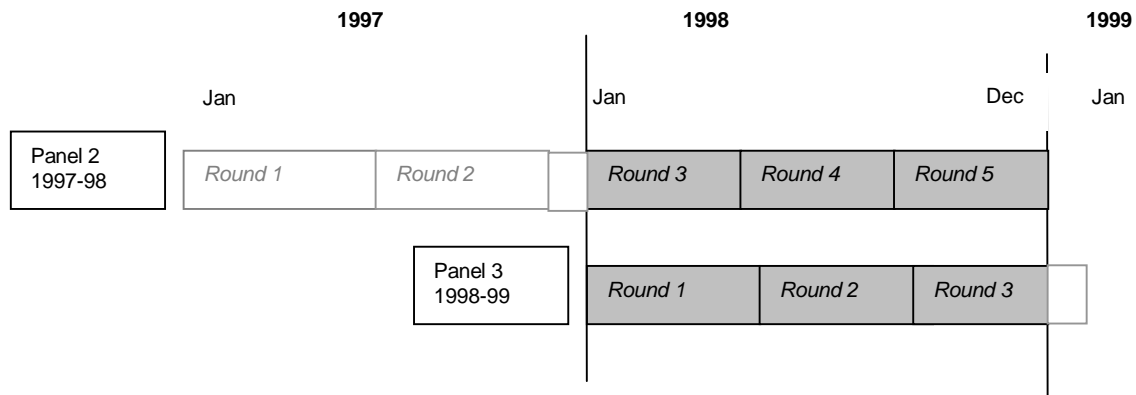 1997 1998 1999
Jan Jan Dec Jan
Panel 2
1997-98
Round 1 Round 2 Round 3 Round 4 Round 5
Panel 3
1998-99
Round 1 Round 2 Round 3